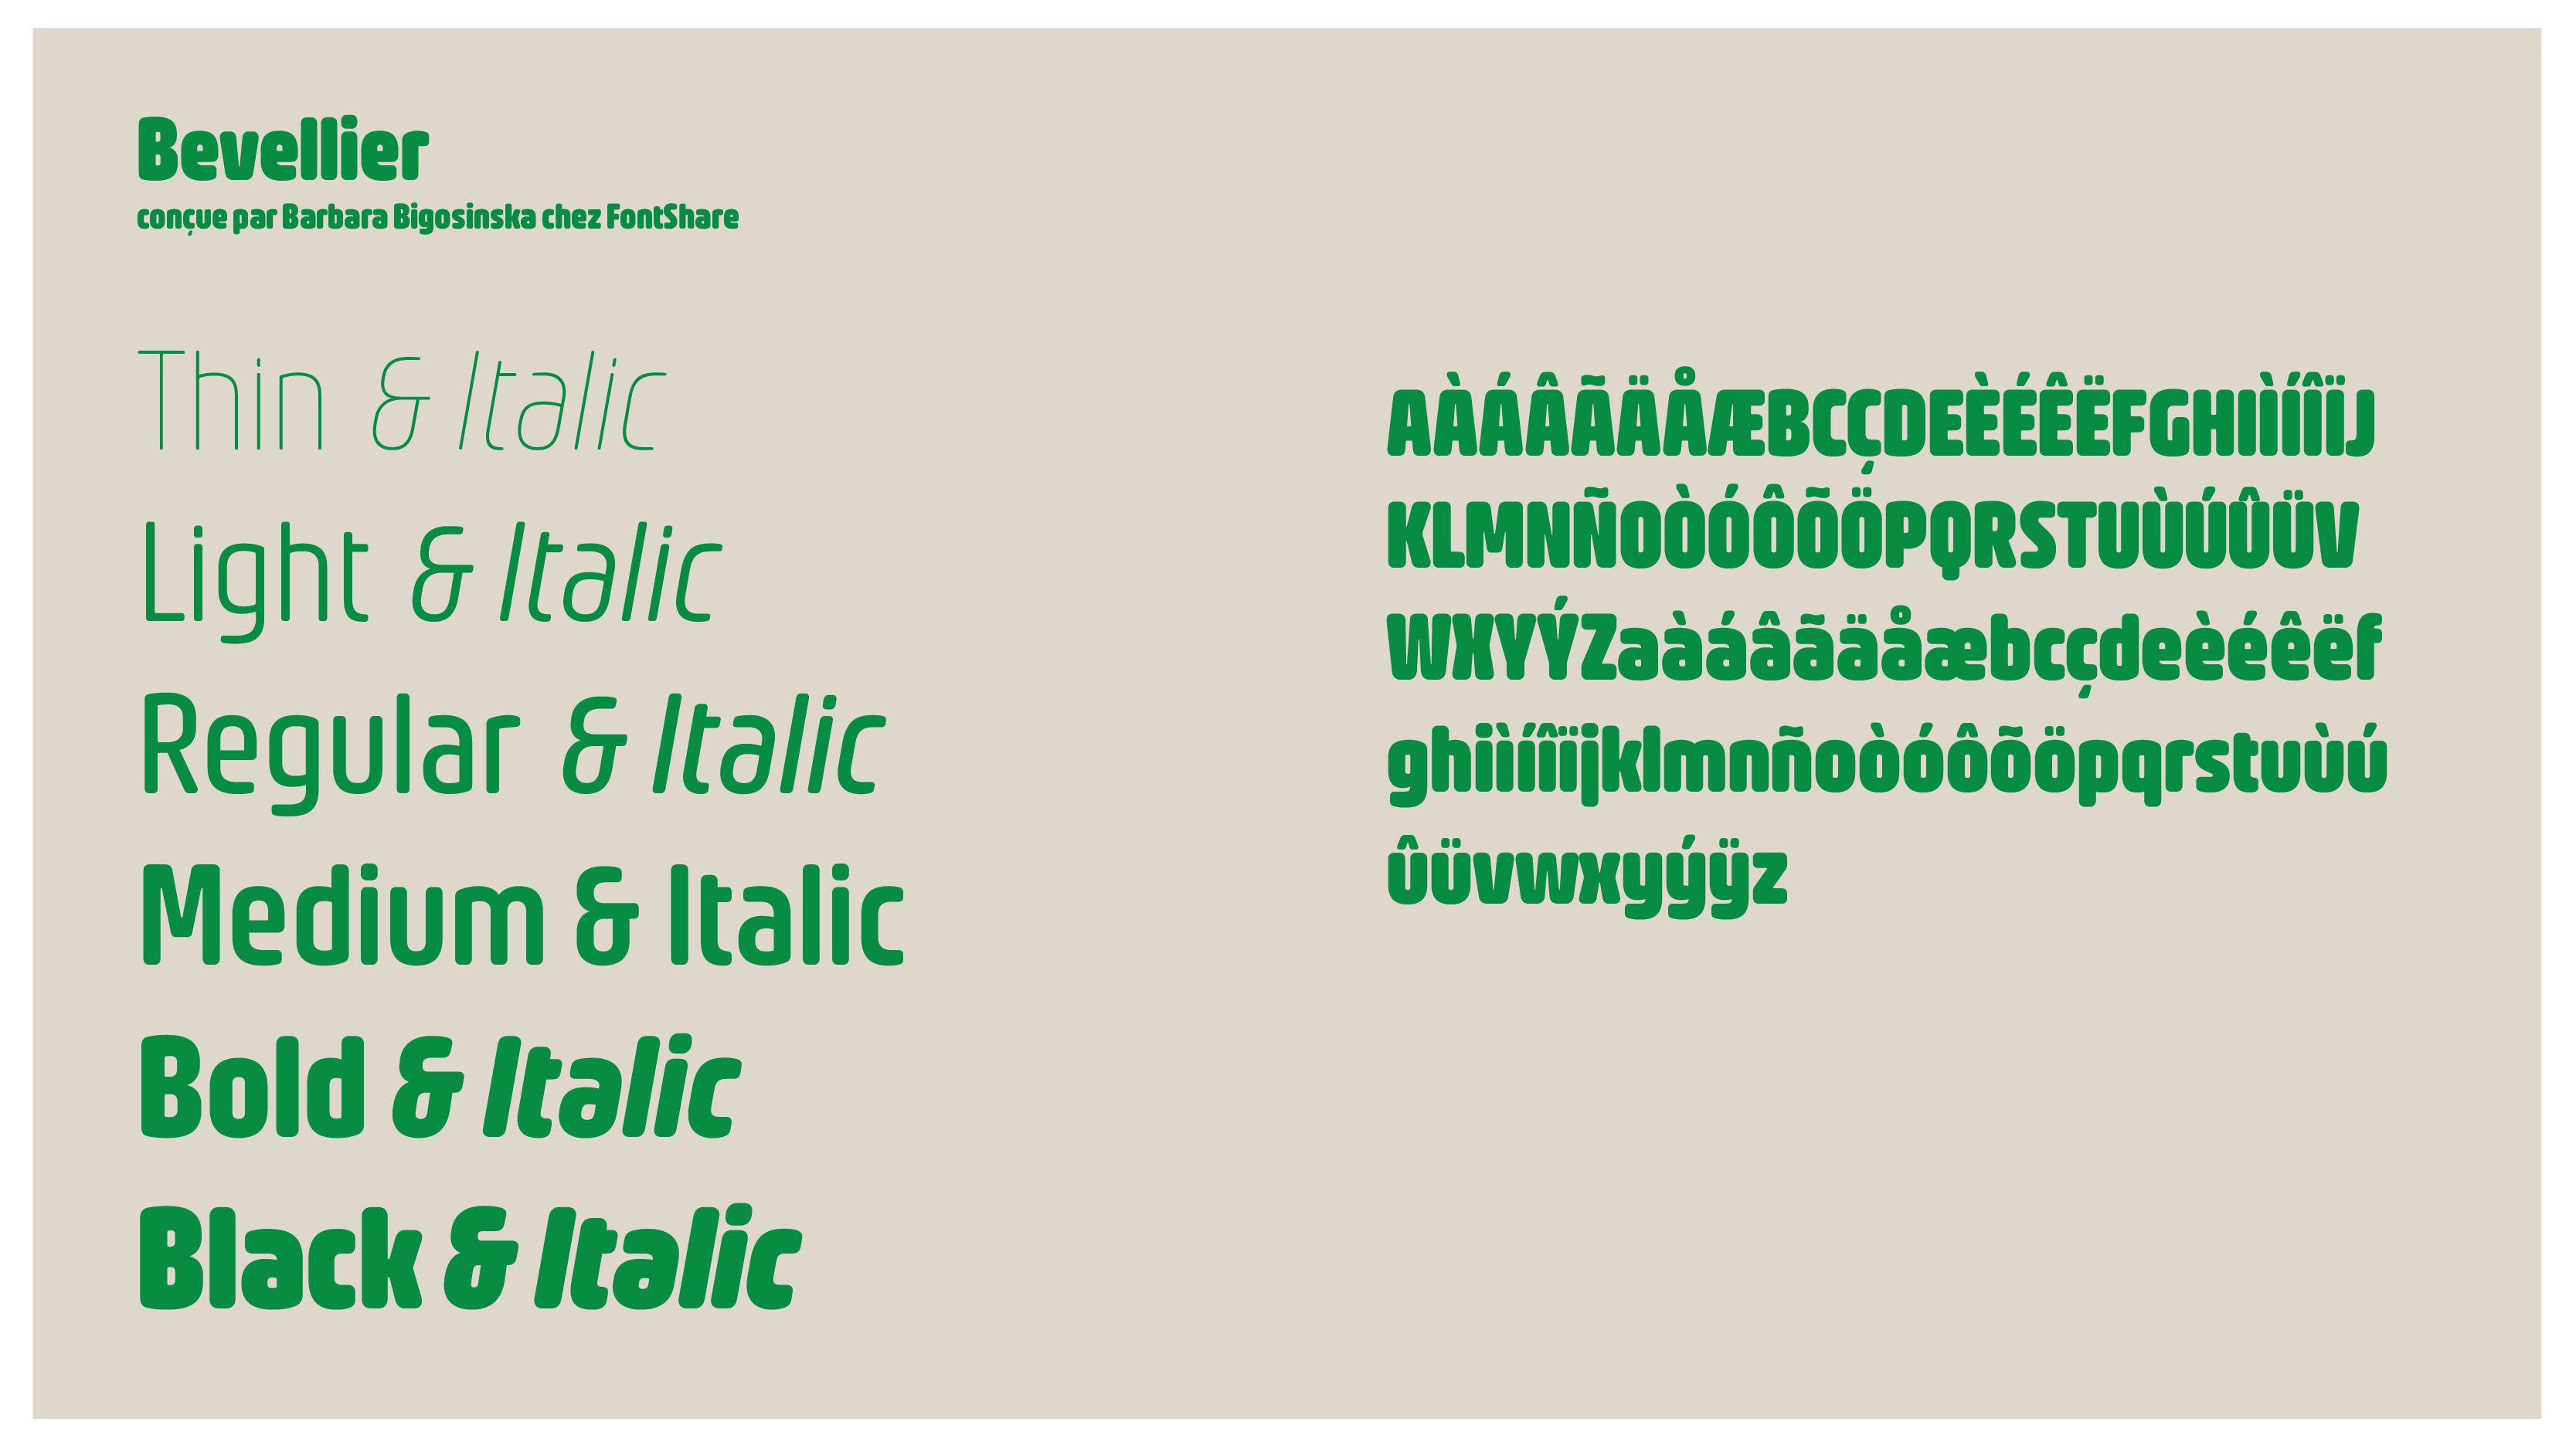 Bevellier
conçue par Barbara Bigosinska chez FontShare
Thin & Italic
Light & Italic
Regular & Italic
Medium & Italic
Bold & Italic
Black & Italic
AÀÁÂÃÄÅÆBCÇDEÈÉÊËFGHIÌÍÎÏJ
KLMNÑOÒÓÔÕÖPQRSTUÙÚÛÜV
WXYÝZaàáâãäåæbcçdeèéêëf
ghiìíîïjklmnñoòóôõöpqrstuùú
ûüvwxyýÿz